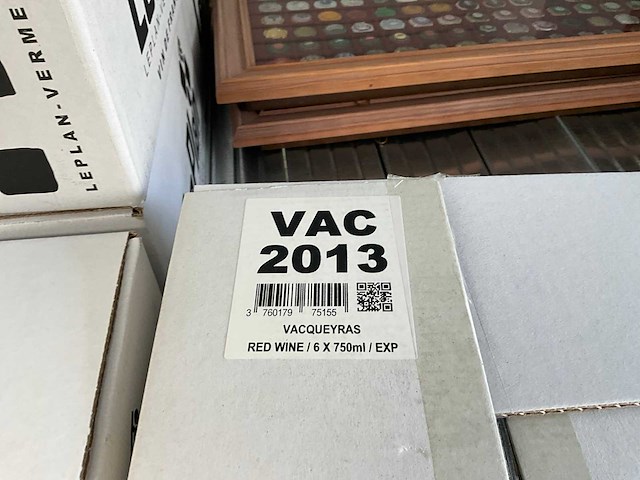 LEPLAN-VERME
VAC
2013
3 760179 75155
VACQUEYRAS
RED WINE / 6 X 750ml / EXP